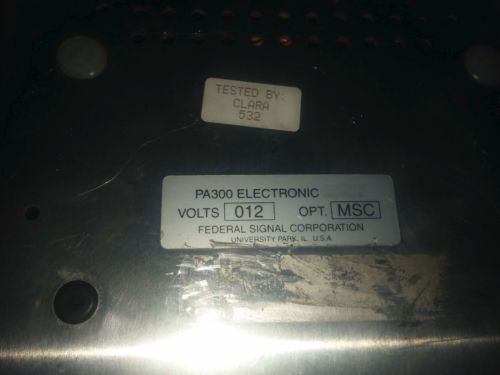 TESTED BY:
CLARA
532
PA300 ELECTRONIC
VOLTS 012 OPT. MSC
FEDERAL SIGNAL CORPORATION
UNIVERSITY PARK, IL U.S.A.